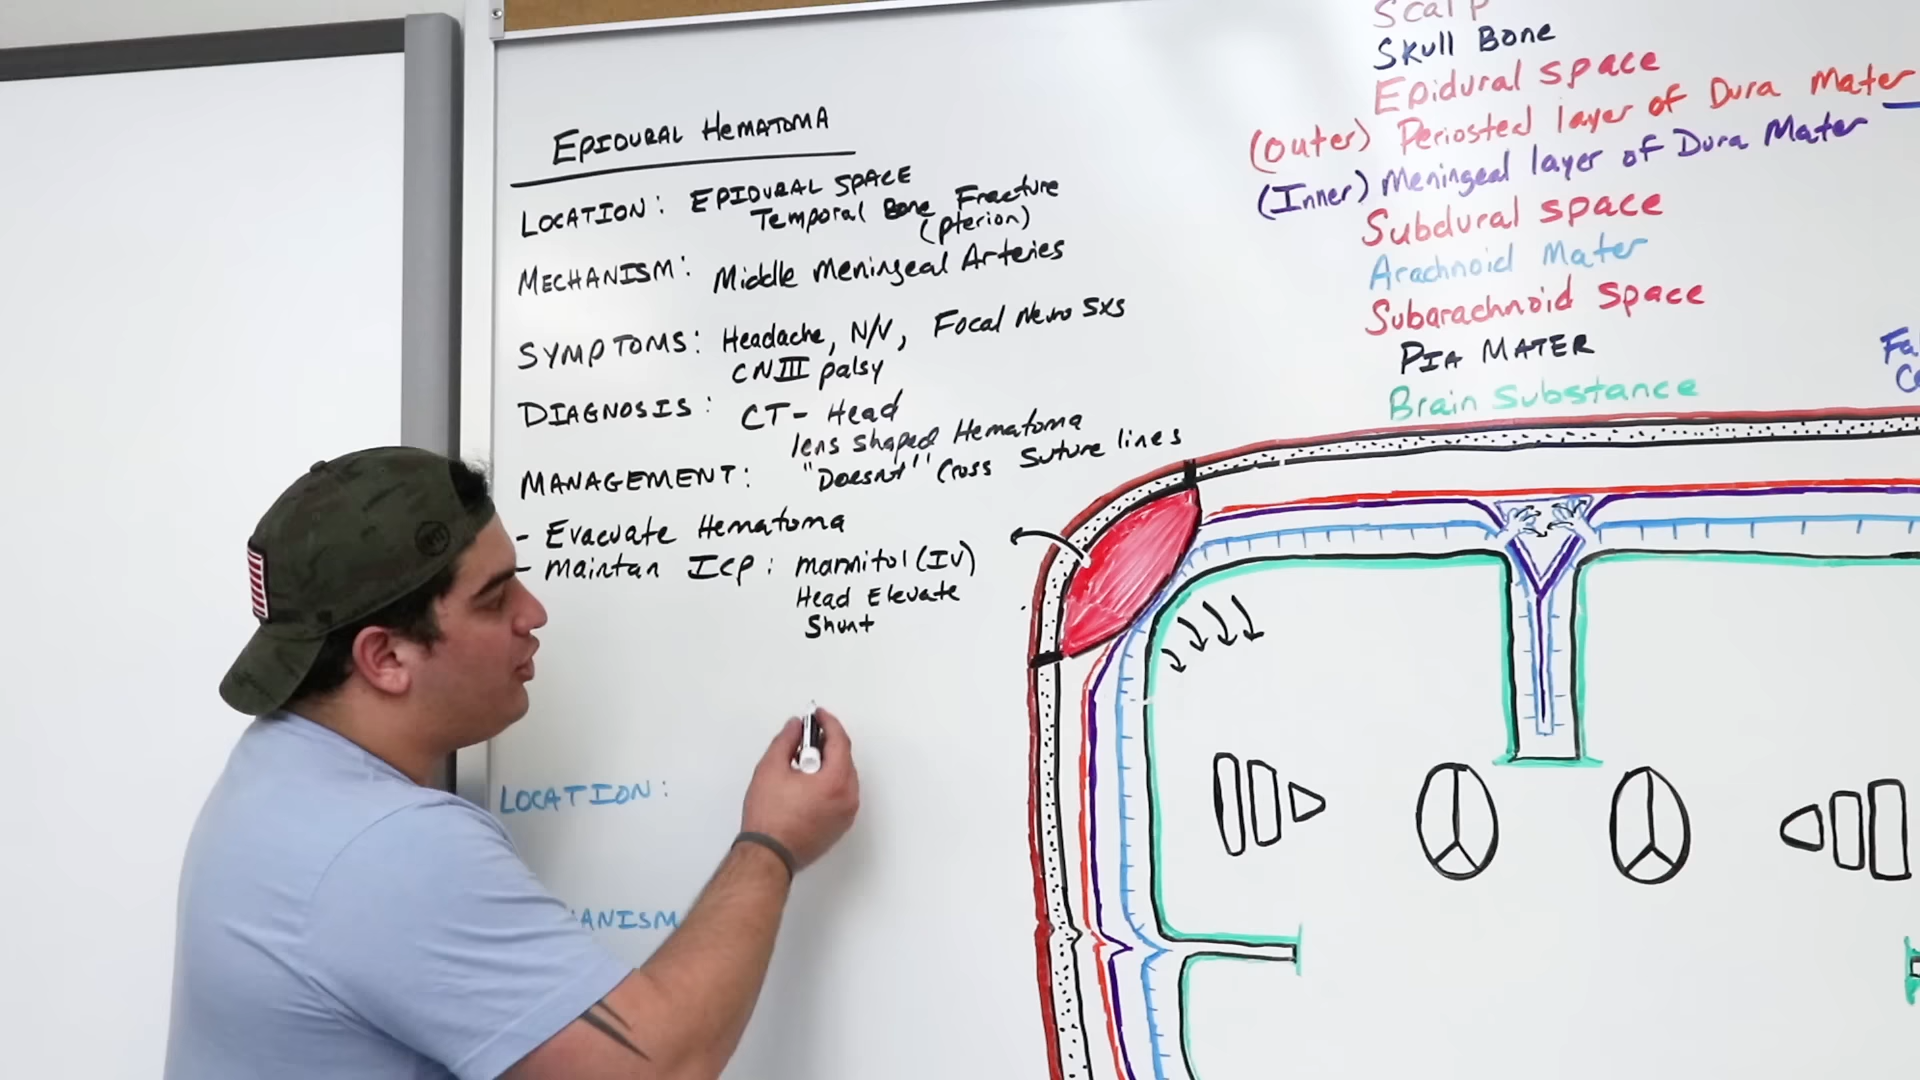 EPIDURAL HEMATOMA
LOCATION: EPIDURAL SPACE
Temporal Bone Fracture
(pterion)
MECHANISM: Middle Meningeal Arteries
SYMPTOMS: Headache, N/V, Focal Neuro SXS
CN III palsy
DIAGNOSIS: CT- Head
lens shaped Hematoma
"Doesnt" Cross Suture lines
MANAGEMENT:
- Evacuate Hematoma
- Maintan ICP: mannitol (IV)
Head Elevate
Shunt
LOCATION:
ANISM
Scalp
Skull Bone
Epidural space
(outer) Periosteal layer of Dura Mater
(Inner) Meningeal layer of Dura Mater
Subdural space
Arachnoid Mater
Subarachnoid Space
PIA MATER
Brain Substance